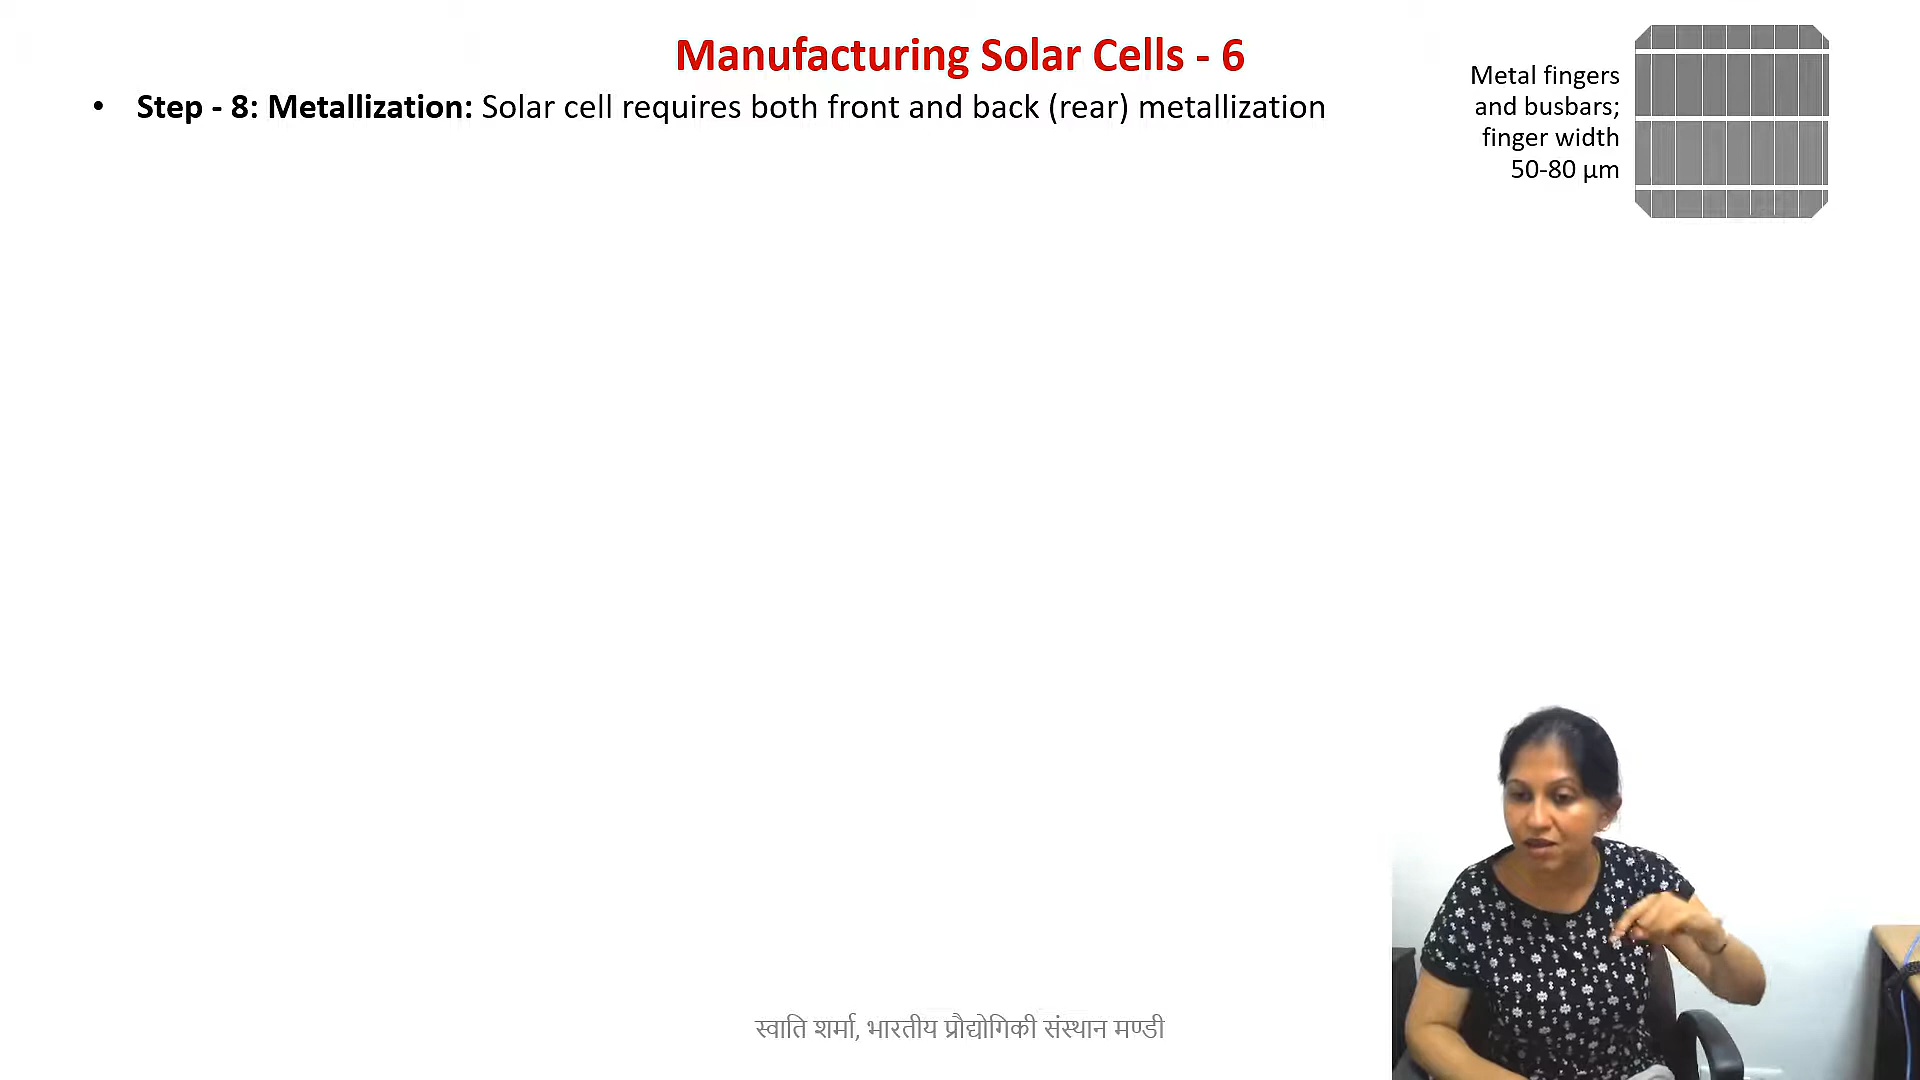 Manufacturing Solar Cells - 6
• Step - 8: Metallization: Solar cell requires both front and back (rear) metallization
Metal fingers
and busbars;
finger width
50-80 µm
स्वाति शर्मा, भारतीय प्रौद्योगिकी संस्थान मण्डी